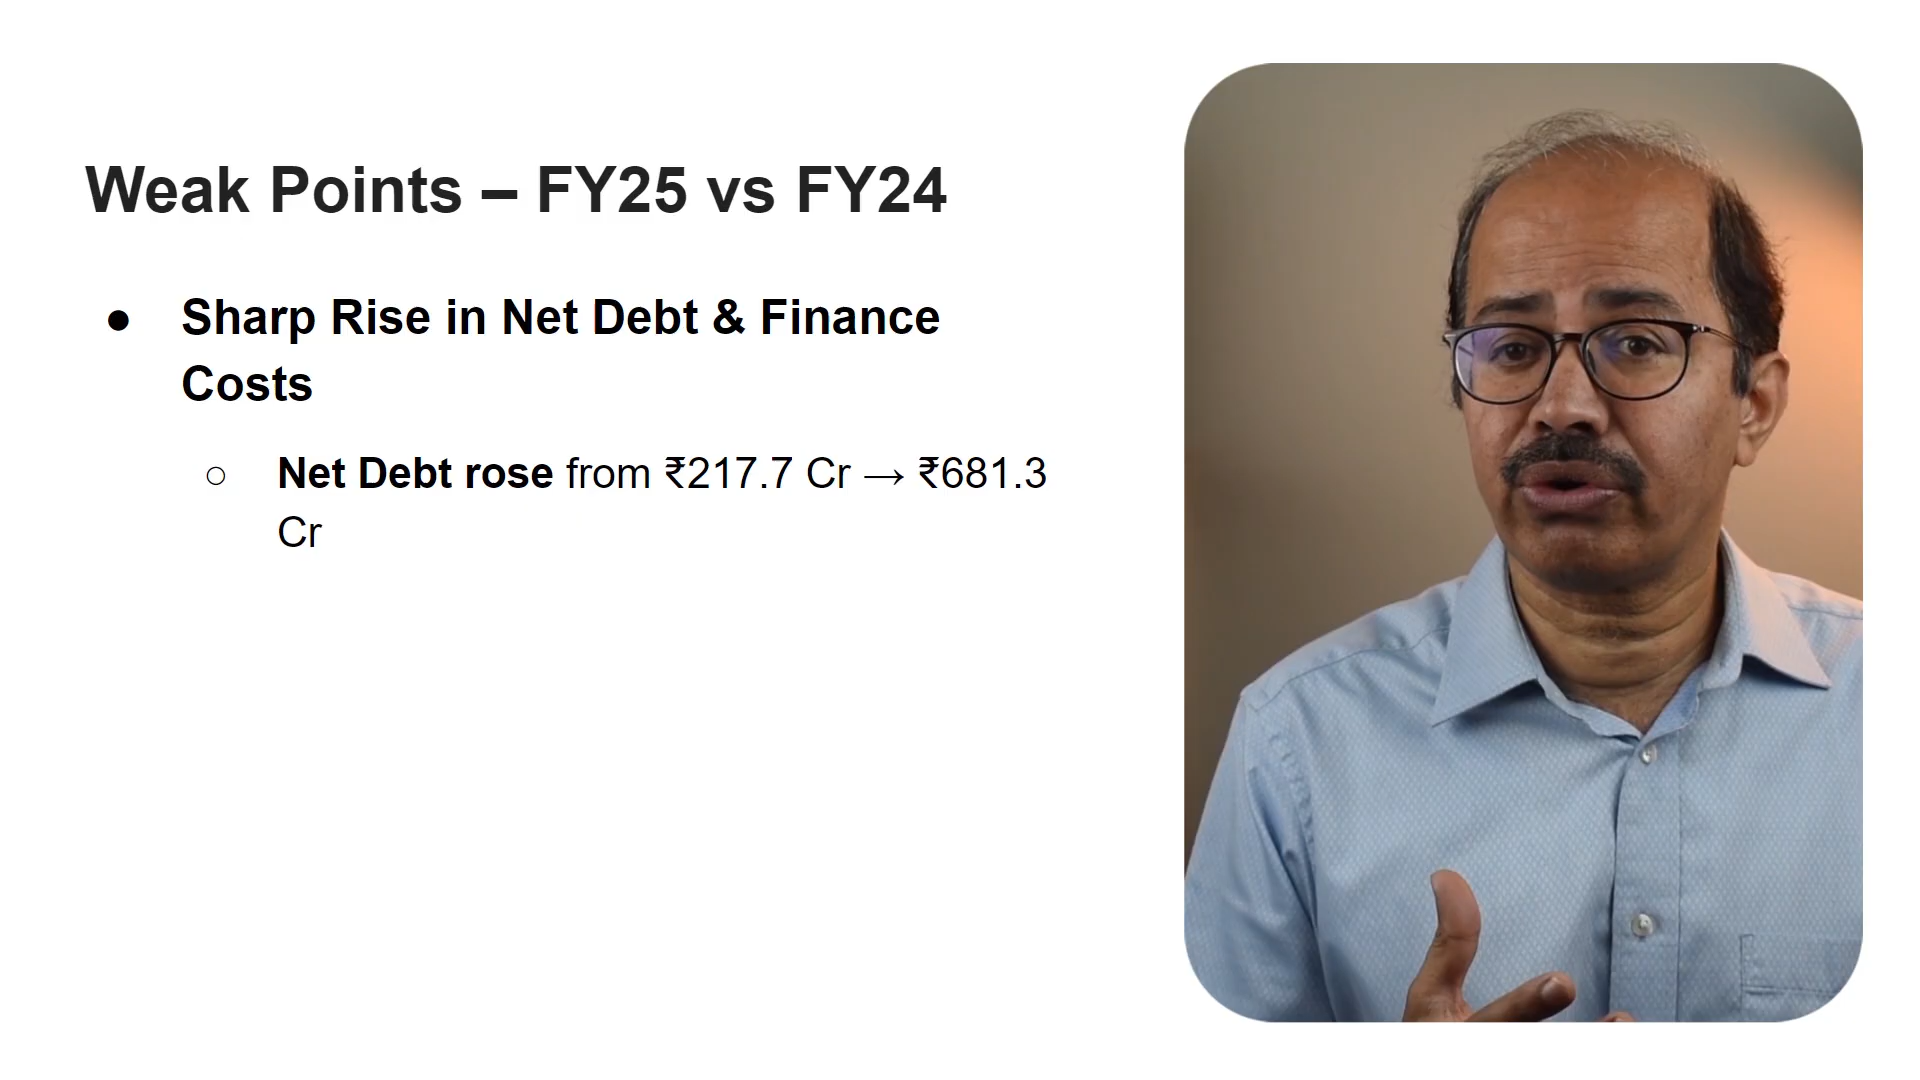 Weak Points – FY25 vs FY24
● Sharp Rise in Net Debt & Finance
Costs
○ Net Debt rose from ₹217.7 Cr → ₹681.3
Cr